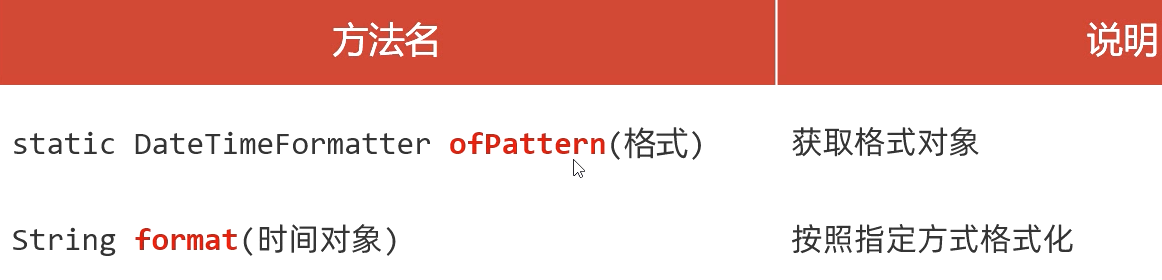 方法名 说明
static DateTimeFormatter ofPattern(格式) 获取格式对象
String format(时间对象) 按照指定方式格式化